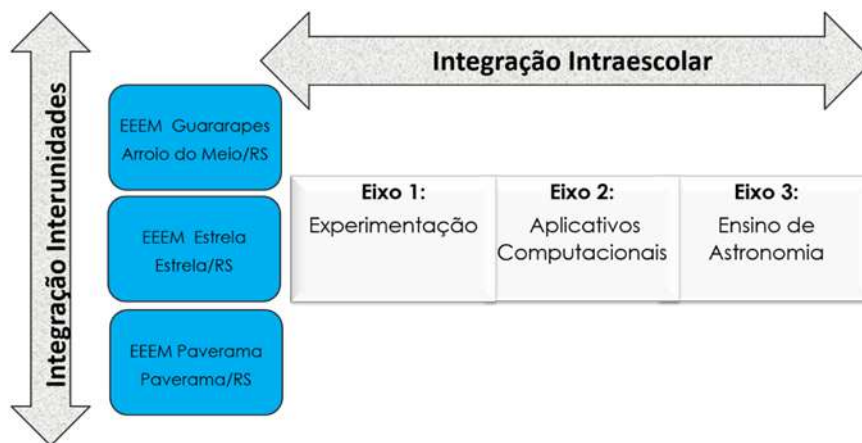 Integração Intraescolar
Integração Interunidades
EEEM Guararapes
Arroio do Meio/RS
EEEM Estrela
Estrela/RS
EEEM Paverama
Paverama/RS
Eixo 1:
Experimentação
Eixo 2:
Aplicativos
Computacionais
Eixo 3:
Ensino de
Astronomia